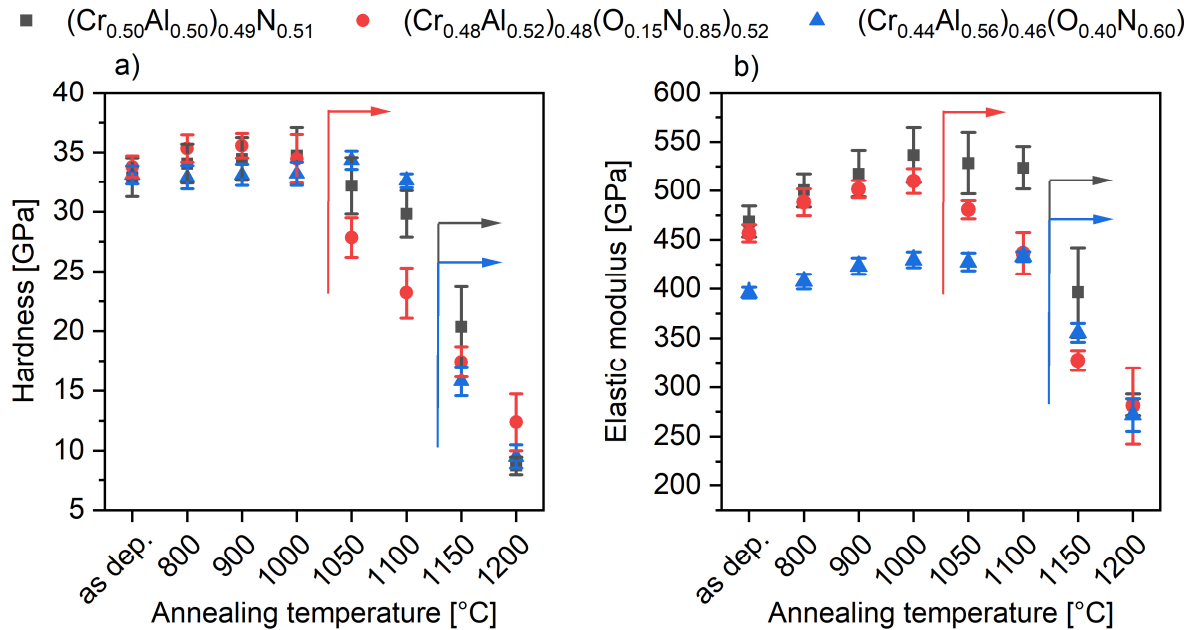 (Cr0.50Al0.50)0.49N0.51 (Cr0.48Al0.52)0.48(O0.15N0.85)0.52 (Cr0.44Al0.56)0.46(O0.40N0.60)
a) b)
Hardness [GPa]
40
35
30
25
20
15
10
5
as dep. 800 900 1000 1050 1100 1150 1200
Annealing temperature [°C]
Elastic modulus [GPa]
600
550
500
450
400
350
300
250
200
as dep. 800 900 1000 1050 1100 1150 1200
Annealing temperature [°C]